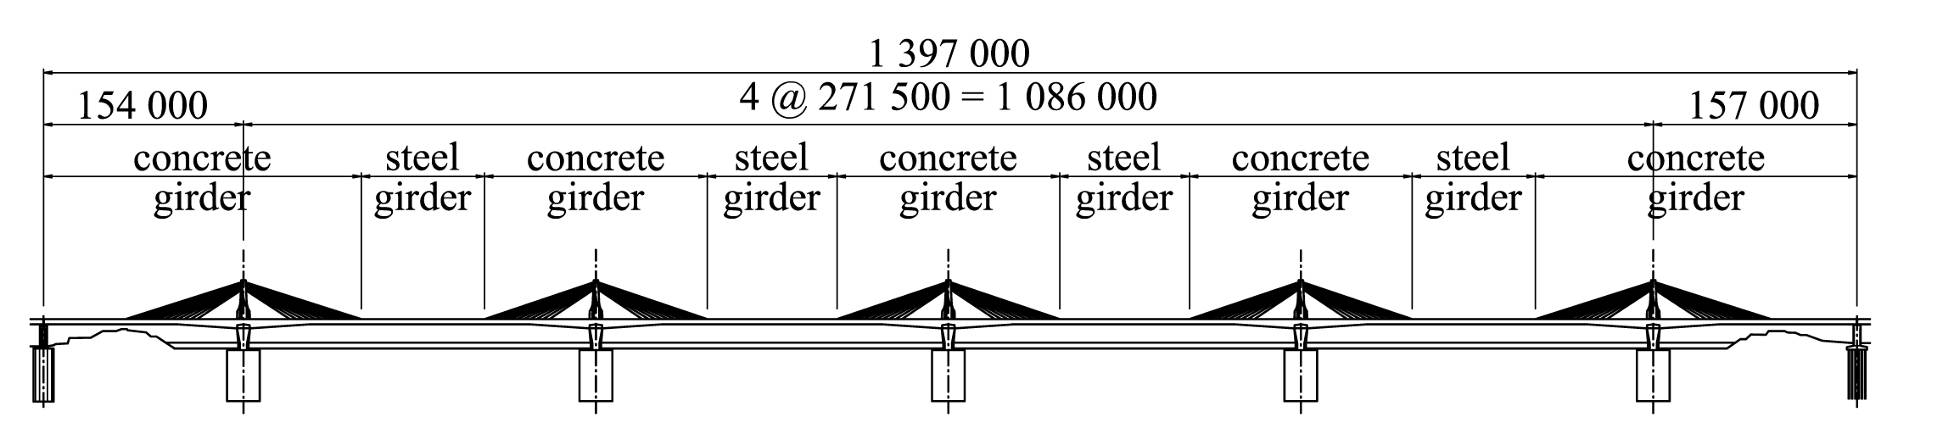 1 397 000
4 @ 271 500 = 1 086 000
154 000
157 000
concrete girder
steel girder
concrete girder
steel girder
concrete girder
steel girder
concrete girder
steel girder
concrete girder